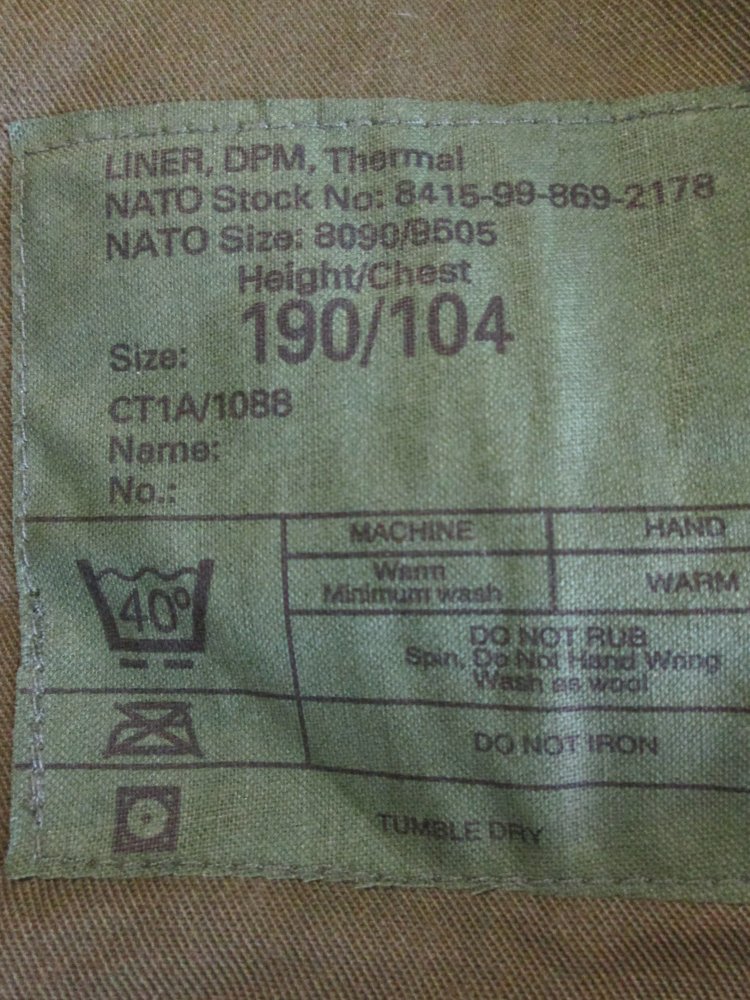 LINER, DPM, Thermal
NATO Stock No: 8415-99-869-2178
NATO Size: 8090/8505
Height/Chest
Size: 190/104
CT1A/1088
Name:
No.:
MACHINE HAND
Warm
Minimum wash
WARM
40º
DO NOT RUB
Spin, Do Not Hand Wring
Wash as wool
DO NOT IRON
TUMBLE DRY